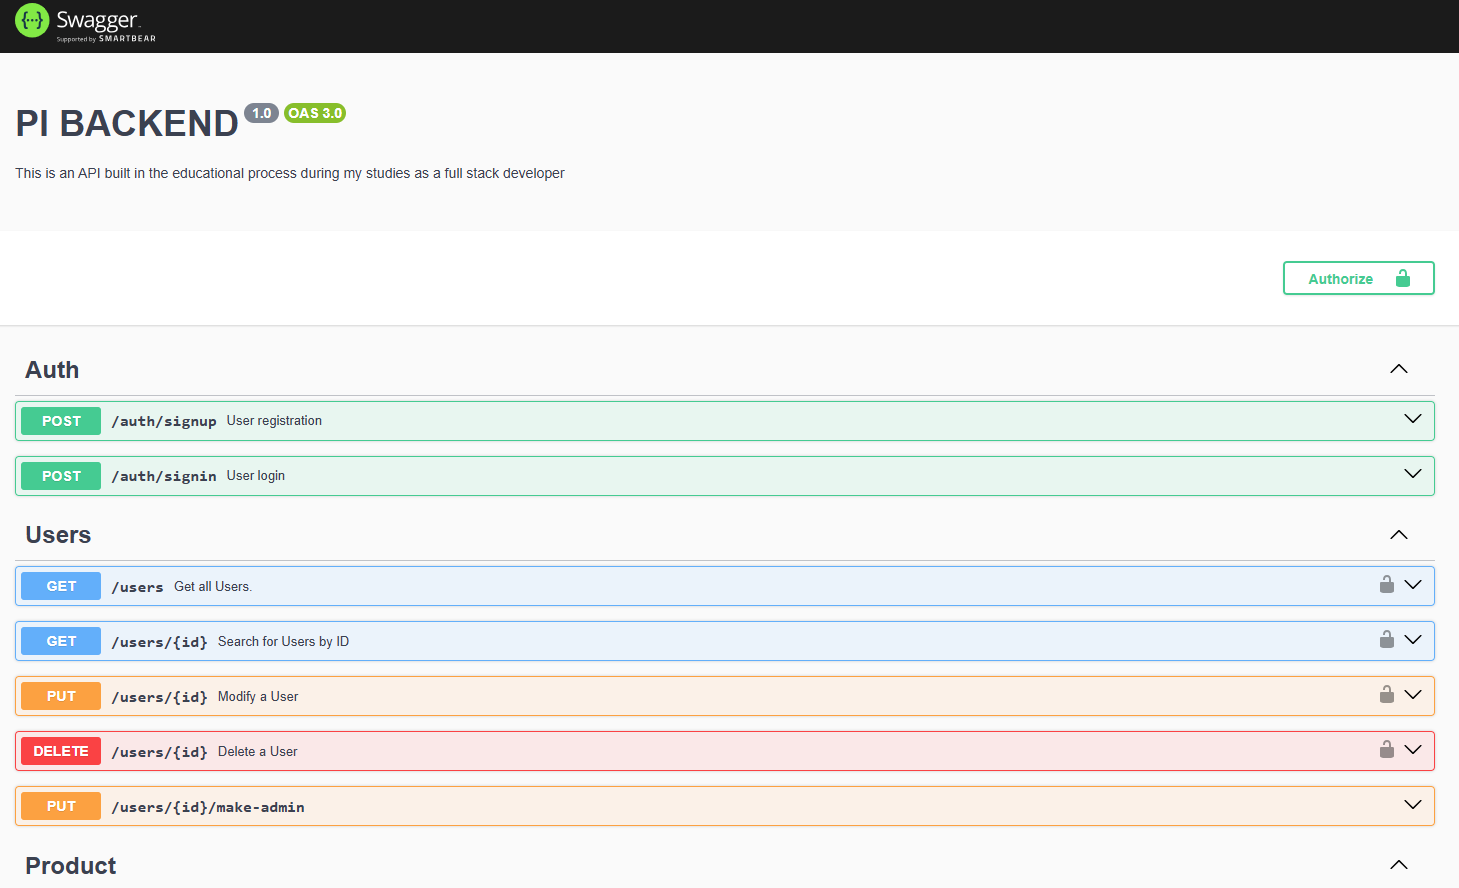 Swagger
Supported by SMARTBEAR
PI BACKEND 1.0 OAS 3.0
This is an API built in the educational process during my studies as a full stack developer
Authorize
Auth
POST /auth/signup User registration
POST /auth/signin User login
Users
GET /users Get all Users.
GET /users/{id} Search for Users by ID
PUT /users/{id} Modify a User
DELETE /users/{id} Delete a User
PUT /users/{id}/make-admin
Product